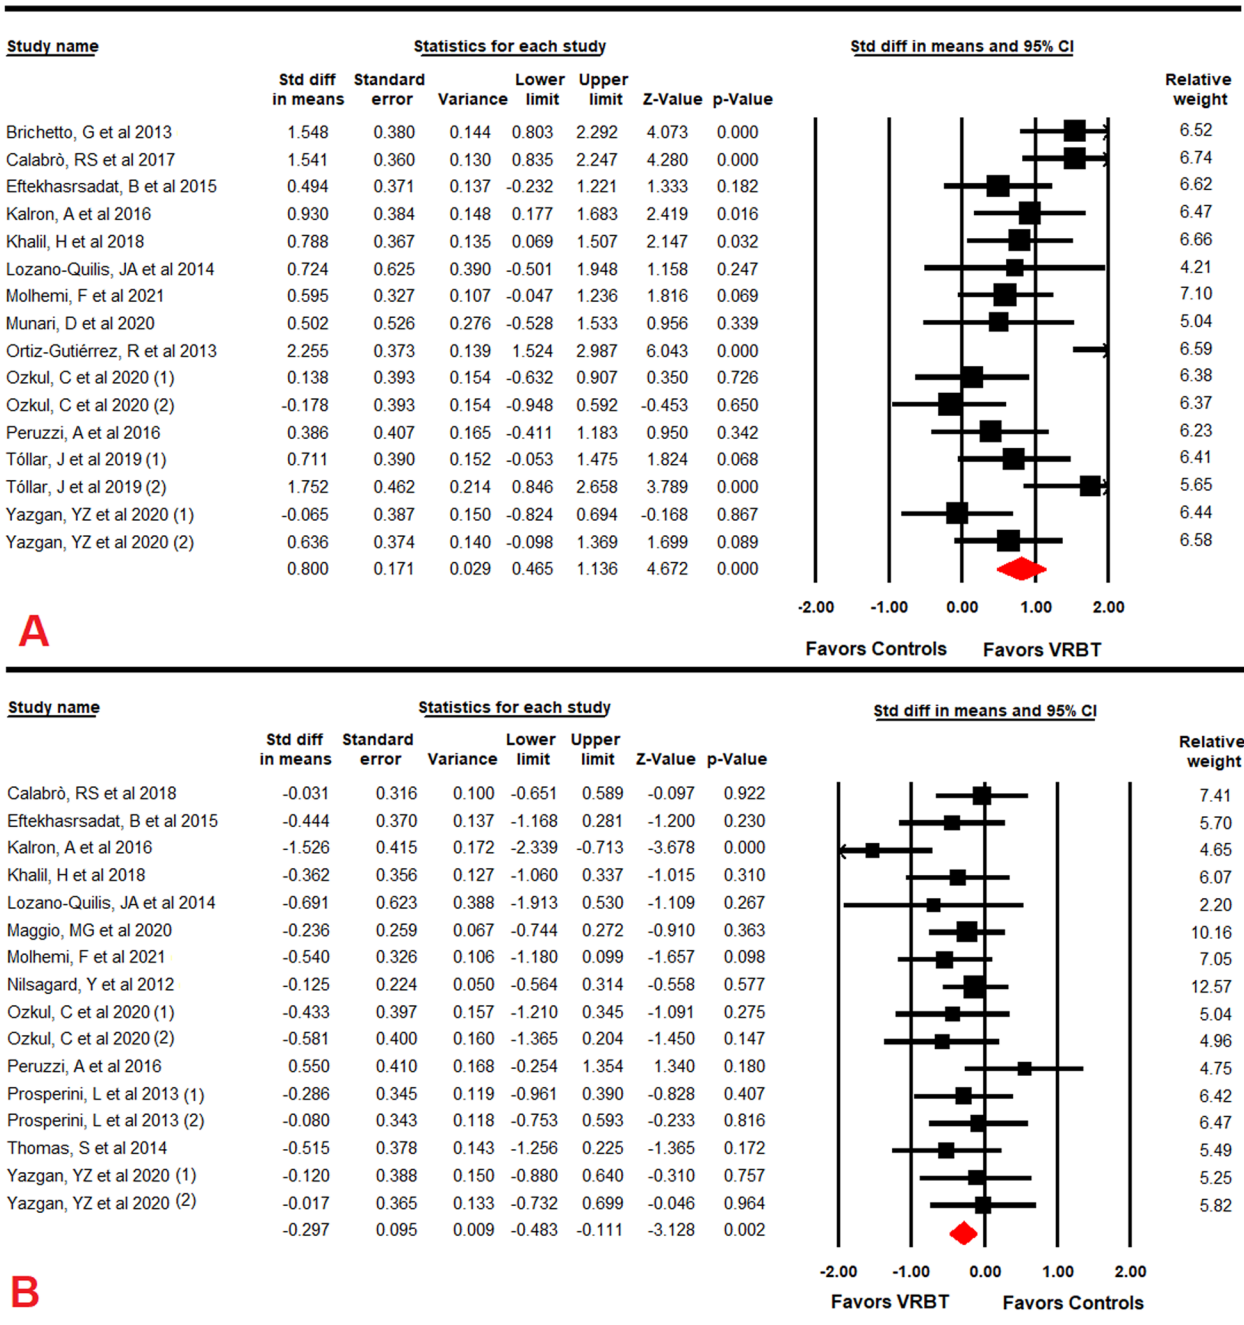 Study name Statistics for each study Std diff in means and 95% CI
Std diff Standard Lower Upper Relative
in means error Variance limit limit Z-Value p-Value weight
Brichetto, G et al 2013 1.548 0.380 0.144 0.803 2.292 4.073 0.000 6.52
Calabrò, RS et al 2017 1.541 0.360 0.130 0.835 2.247 4.280 0.000 6.74
Eftekhasrsadat, B et al 2015 0.494 0.371 0.137 -0.232 1.221 1.333 0.182 6.62
Kalron, A et al 2016 0.930 0.384 0.148 0.177 1.683 2.419 0.016 6.47
Khalil, H et al 2018 0.788 0.367 0.135 0.069 1.507 2.147 0.032 6.66
Lozano-Quilis, JA et al 2014 0.724 0.625 0.390 -0.501 1.948 1.158 0.247 4.21
Molhemi, F et al 2021 0.595 0.327 0.107 -0.047 1.236 1.816 0.069 7.10
Munari, D et al 2020 0.502 0.526 0.276 -0.528 1.533 0.956 0.339 5.04
Ortiz-Gutiérrez, R et al 2013 2.255 0.373 0.139 1.524 2.987 6.043 0.000 6.59
Ozkul, C et al 2020 (1) 0.138 0.393 0.154 -0.632 0.907 0.350 0.726 6.38
Ozkul, C et al 2020 (2) -0.178 0.393 0.154 -0.948 0.592 -0.453 0.650 6.37
Peruzzi, A et al 2016 0.386 0.407 0.165 -0.411 1.183 0.950 0.342 6.23
Tóllar, J et al 2019 (1) 0.711 0.390 0.152 -0.053 1.475 1.824 0.068 6.41
Tóllar, J et al 2019 (2) 1.752 0.462 0.214 0.846 2.658 3.789 0.000 5.65
Yazgan, YZ et al 2020 (1) -0.065 0.387 0.150 -0.824 0.694 -0.168 0.867 6.44
Yazgan, YZ et al 2020 (2) 0.636 0.374 0.140 -0.098 1.369 1.699 0.089 6.58
0.800 0.171 0.029 0.465 1.136 4.672 0.000
-2.00 -1.00 0.00 1.00 2.00
A
Favors Controls Favors VRBT
Study name Statistics for each study Std diff in means and 95% CI
Std diff Standard Lower Upper Relative
in means error Variance limit limit Z-Value p-Value weight
Calabrò, RS et al 2018 -0.031 0.316 0.100 -0.651 0.589 -0.097 0.922 7.41
Eftekhasrsadat, B et al 2015 -0.444 0.370 0.137 -1.168 0.281 -1.200 0.230 5.70
Kalron, A et al 2016 -1.526 0.415 0.172 -2.339 -0.713 -3.678 0.000 4.65
Khalil, H et al 2018 -0.362 0.356 0.127 -1.060 0.337 -1.015 0.310 6.07
Lozano-Quilis, JA et al 2014 -0.691 0.623 0.388 -1.913 0.530 -1.109 0.267 2.20
Maggio, MG et al 2020 -0.236 0.259 0.067 -0.744 0.272 -0.910 0.363 10.16
Molhemi, F et al 2021 -0.540 0.326 0.106 -1.180 0.099 -1.657 0.098 7.05
Nilsagard, Y et al 2012 -0.125 0.224 0.050 -0.564 0.314 -0.558 0.577 12.57
Ozkul, C et al 2020 (1) -0.433 0.397 0.157 -1.210 0.345 -1.091 0.275 5.04
Ozkul, C et al 2020 (2) -0.581 0.400 0.160 -1.365 0.204 -1.450 0.147 4.96
Peruzzi, A et al 2016 0.550 0.410 0.168 -0.254 1.354 1.340 0.180 4.75
Prosperini, L et al 2013 (1) -0.286 0.345 0.119 -0.961 0.390 -0.828 0.407 6.42
Prosperini, L et al 2013 (2) -0.080 0.343 0.118 -0.753 0.593 -0.233 0.816 6.47
Thomas, S et al 2014 -0.515 0.378 0.143 -1.256 0.225 -1.365 0.172 5.49
Yazgan, YZ et al 2020 (1) -0.120 0.388 0.150 -0.880 0.640 -0.310 0.757 5.25
Yazgan, YZ et al 2020 (2) -0.017 0.365 0.133 -0.732 0.699 -0.046 0.964 5.82
-0.297 0.095 0.009 -0.483 -0.111 -3.128 0.002
-2.00 -1.00 0.00 1.00 2.00
B
Favors VRBT Favors Controls